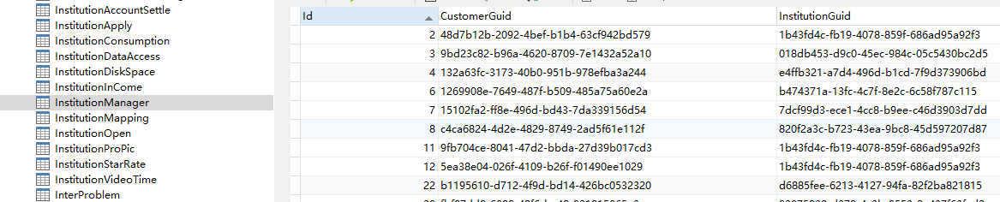 InstitutionAccountSettle
InstitutionApply
InstitutionConsumption
InstitutionDataAccess
InstitutionDiskSpace
InstitutionInCome
InstitutionManager
InstitutionMapping
InstitutionOpen
InstitutionProPic
InstitutionStarRate
InstitutionVideoTime
InterProblem
Id CustomerGuid InstitutionGuid
2 48d7b12b-2092-4bef-b1b4-63cf942bd579 1b43fd4c-fb19-4078-859f-686ad95a92f3
3 9bd23c82-b96a-4620-8709-7e1432a52a10 018db453-d9c0-45ec-984c-05c5430bc2d5
4 132a63fc-3173-40b0-951b-978efba3a244 e4ffb321-a7d4-496d-b1cd-7f9d373906bd
6 1269908e-7649-487f-b509-485a75a60e2a b474371a-13fc-4c7f-8e2c-6c58f787c115
7 15102fa2-ff8e-496d-bd43-7da339156d54 7dcf99d3-ece1-4cc8-b9ee-c46d3903d7dd
8 c4ca6824-4d2e-4829-8749-2ad5f61e112f 820f2a3c-b723-43ea-9bc8-45d597207d87
11 9fb704ce-8041-47d2-bbda-27d39b017cd3 1b43fd4c-fb19-4078-859f-686ad95a92f3
12 5ea38e04-026f-4109-b26f-f01490ee1029 1b43fd4c-fb19-4078-859f-686ad95a92f3
22 b1195610-d712-4f9d-bd14-426bc0532320 d6885fee-6213-4127-94fa-82f2ba821815